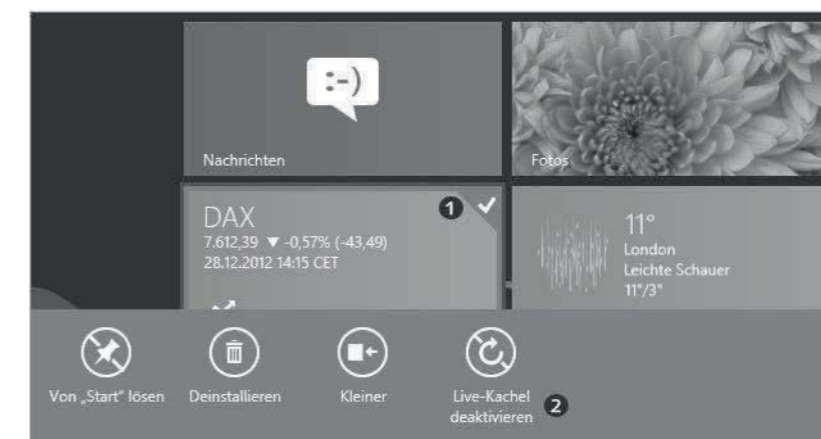 :-)
Nachrichten
Fotos
DAX
7.612,39 ▼ -0,57% (-43,49)
28.12.2012 14:15 CET
1
11°
London
Leichte Schauer
11°/3°
Von „Start“ lösen
Deinstallieren
Kleiner
Live-Kachel
deaktivieren
2